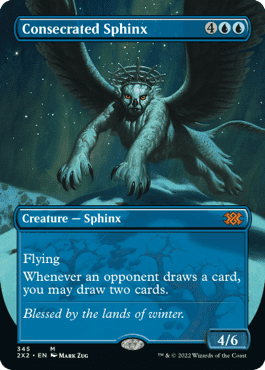 Consecrated Sphinx 4
Creature — Sphinx
Flying
Whenever an opponent draws a card,
you may draw two cards.
Blessed by the lands of winter.
4/6
345 M
2X2 • EN MARK ZUG
™ & © 2022 Wizards of the Coast